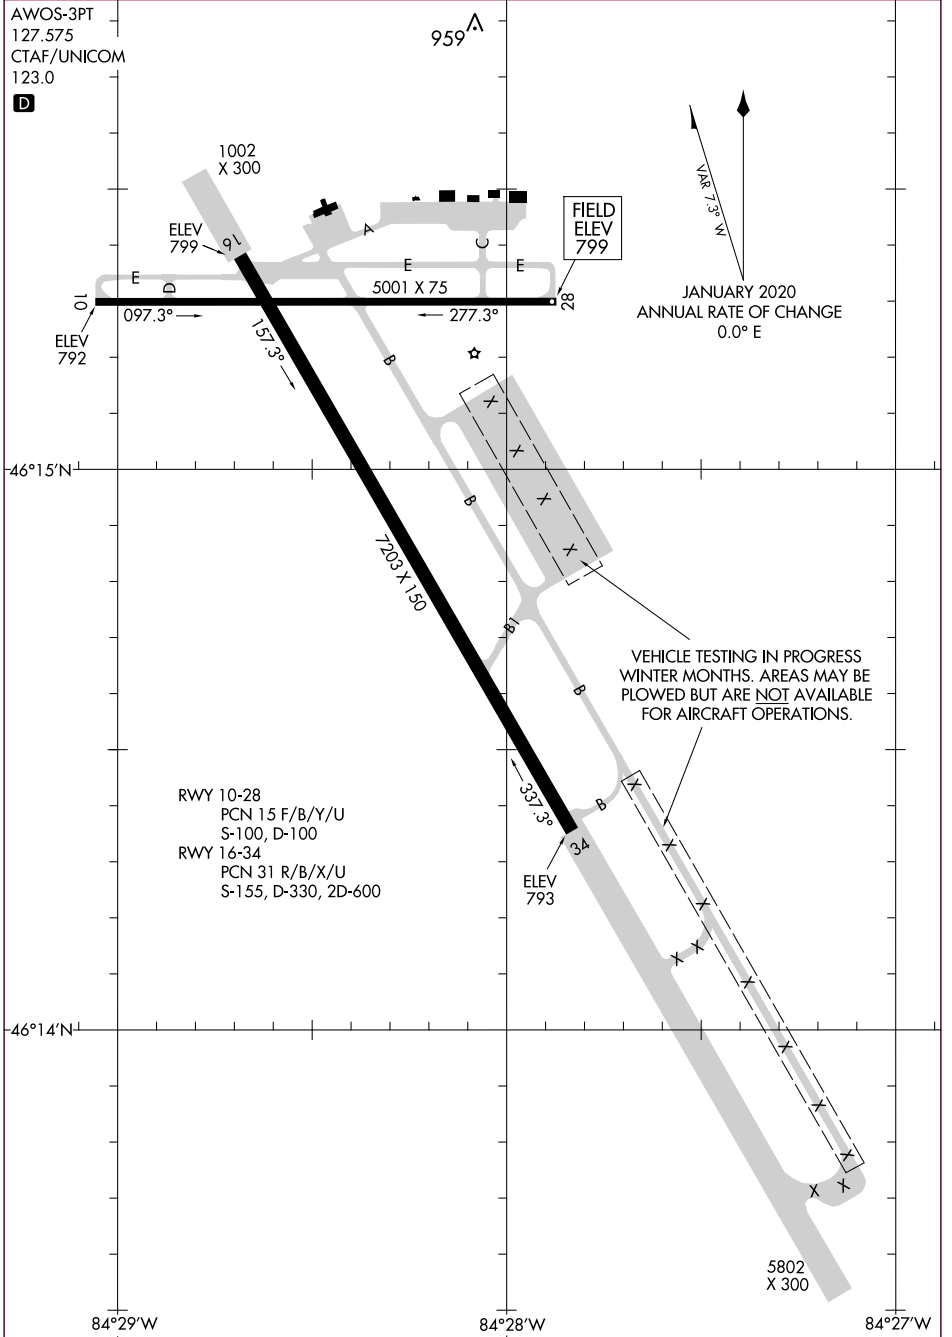 AWOS-3PT
127.575
CTAF/UNICOM
123.0
D
959
1002
X 300
VAR 7.3° W
FIELD
ELEV
799
ELEV
799
16
A
C
E
E
E
D
5001 X 75
10
28
097.3°
277.3°
JANUARY 2020
ANNUAL RATE OF CHANGE
0.0° E
ELEV
792
157.3°
B
X
X
46°15'N
B
X
X
7203 X 150
B1
VEHICLE TESTING IN PROGRESS
WINTER MONTHS. AREAS MAY BE
PLOWED BUT ARE NOT AVAILABLE
FOR AIRCRAFT OPERATIONS.
B
RWY 10-28
PCN 15 F/B/Y/U
S-100, D-100
RWY 16-34
PCN 31 R/B/X/U
S-155, D-330, 2D-600
337.3°
B
X
34
X
ELEV
793
X
X
X
X
46°14'N
X
X
X
X
X
5802
X 300
84°29'W
84°28'W
84°27'W